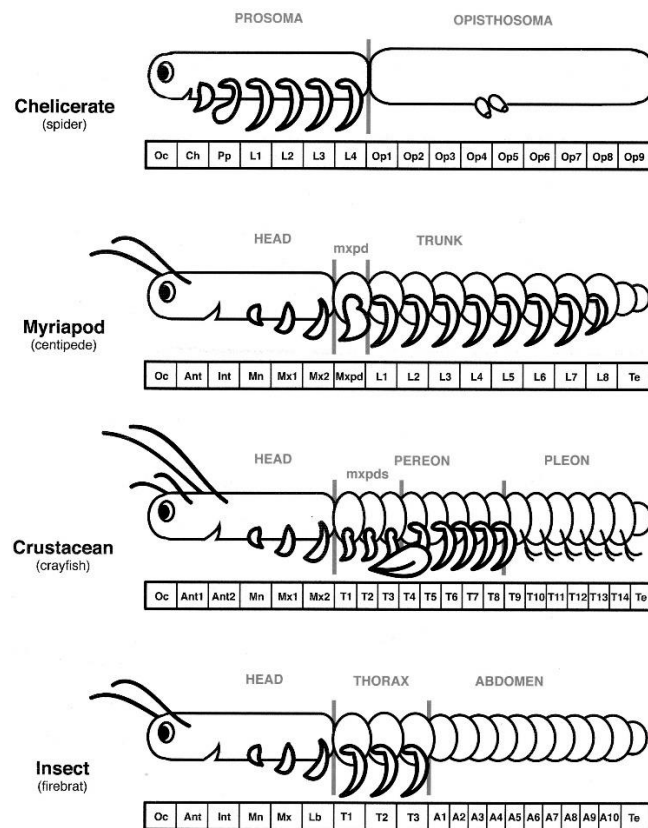 PROSOMA OPISTHOSOMA
Chelicerate
(spider)
Oc Ch Pp L1 L2 L3 L4 Op1 Op2 Op3 Op4 Op5 Op6 Op7 Op8 Op9
HEAD mxpd TRUNK
Myriapod
(centipede)
Oc Ant Int Mn Mx1 Mx2 Mxpd L1 L2 L3 L4 L5 L6 L7 L8 Te
HEAD PEREON PLEON
mxpds
Crustacean
(crayfish)
Oc Ant1 Ant2 Mn Mx1 Mx2 T1 T2 T3 T4 T5 T6 T7 T8 T9 T10 T11 T12 T13 T14 Te
HEAD THORAX ABDOMEN
Insect
(firebrat)
Oc Ant Int Mn Mx Lb T1 T2 T3 A1 A2 A3 A4 A5 A6 A7 A8 A9 A10 Te